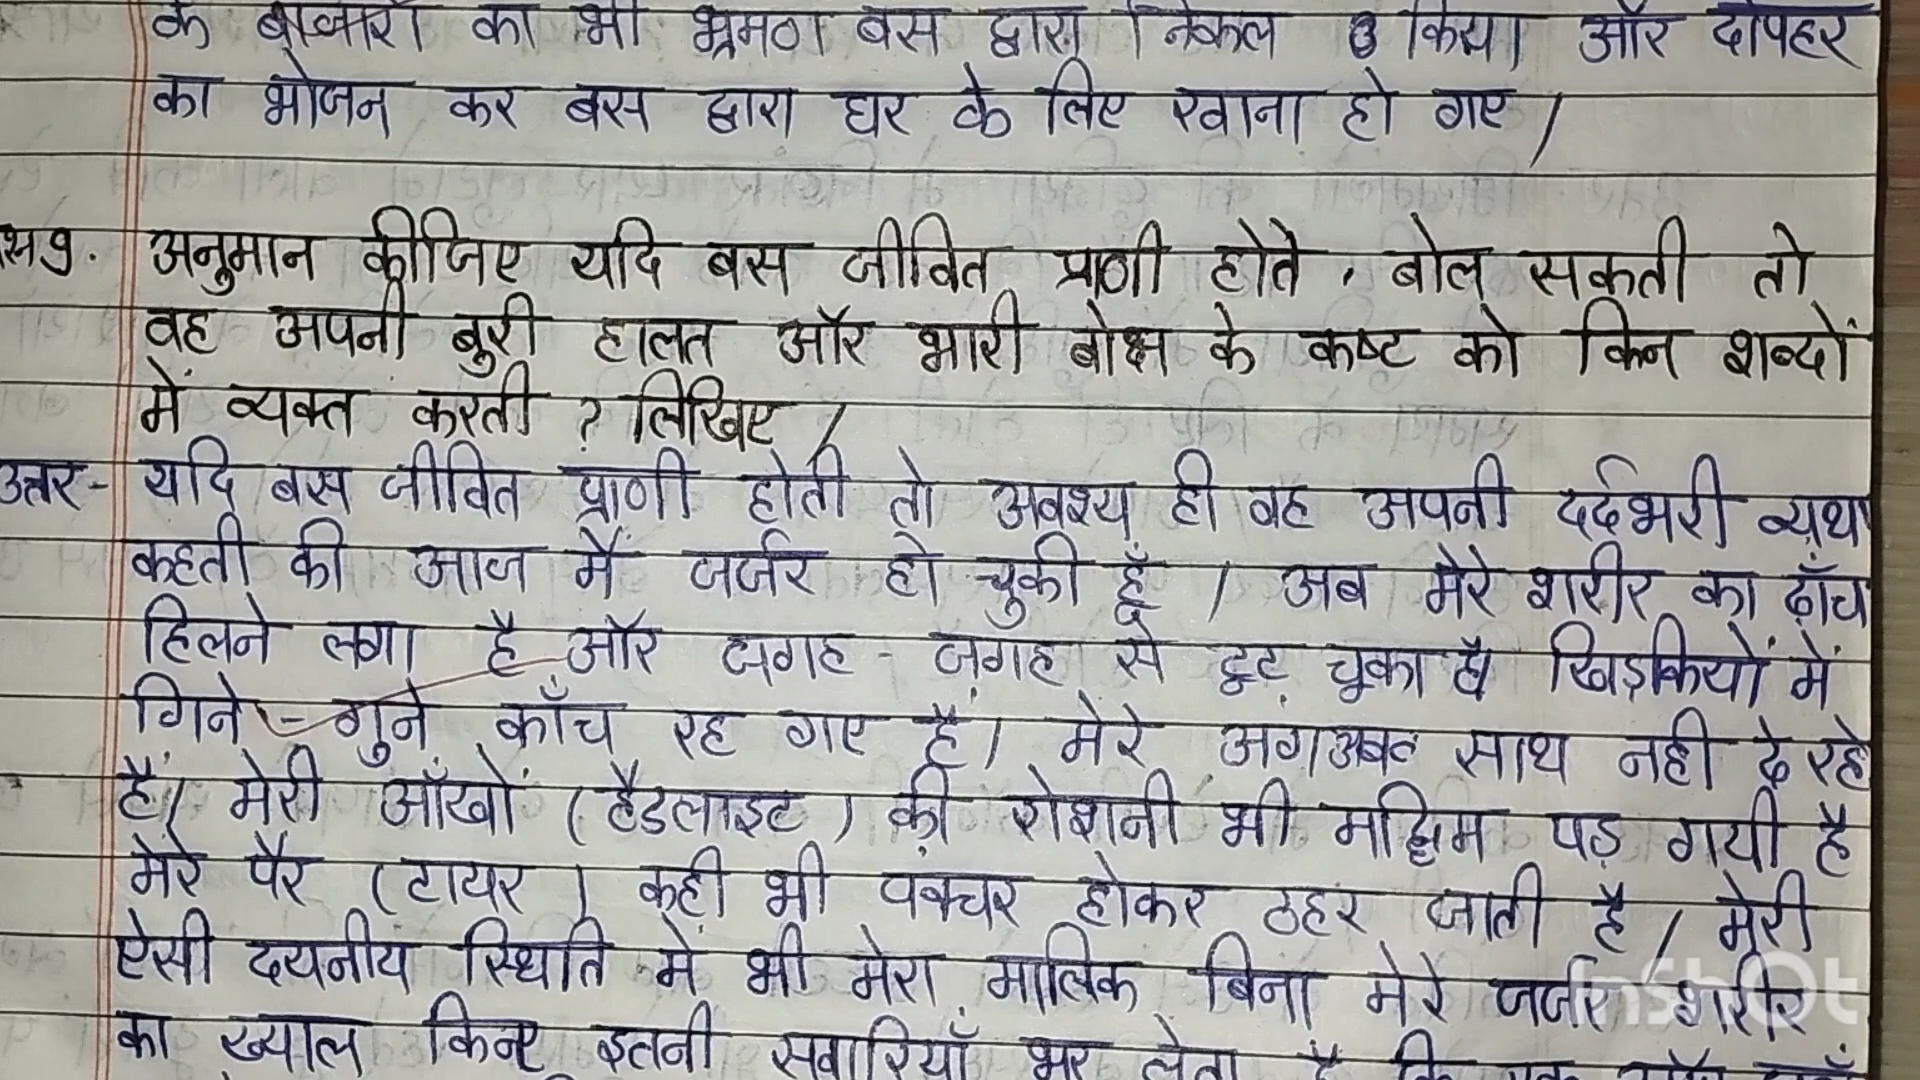 के बाजारों का भी भ्रमण बस द्वारा किया और दोपहर
का भोजन कर बस द्वारा घर के लिए रवाना हो गए /
9. अनुमान कीजिए यदि बस जीवित प्राणी होते, बोल सकती तो
वह अपनी बुरी हालत और भारी बोझ के कष्ट को किन शब्दों
में व्यक्त करती ? लिखिए /
उत्तर- यदि बस जीवित प्राणी होती तो अवश्य ही वह अपनी दर्दभरी व्यथ
कहती की आज मैं जर्जर हो चुकी हूँ / अब मेरे शरीर का ढाँच
हिलने लगा है और जगह - जगह से टूट चुका है खिड़कियों में
गिने - गुने काँच रह गए हैं / मेरे अंग साथ नही दे रहे
हैं / मेरी आँखों (हैडलाइट) की रोशनी भी मद्धिम पड़ गयी है
मेरे पैर (टायर) कही भी पंक्चर होकर ठहर जाती है / मेरी
ऐसी दयनीय स्थिति में भी मेरा मालिक बिना मेरे जर्जर शरीर
का ख्याल किए इतनी सवारियाँ भर लेता है कि
InShOt